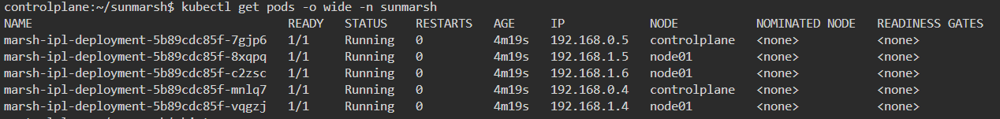 controlplane:~/sunmarsh$ kubectl get pods -o wide -n sunmarsh
NAME READY STATUS RESTARTS AGE IP NODE NOMINATED NODE READINESS GATES
marsh-ipl-deployment-5b89cdc85f-7gjp6 1/1 Running 0 4m19s 192.168.0.5 controlplane <none> <none>
marsh-ipl-deployment-5b89cdc85f-8xqpq 1/1 Running 0 4m19s 192.168.1.5 node01 <none> <none>
marsh-ipl-deployment-5b89cdc85f-c2zsc 1/1 Running 0 4m19s 192.168.1.6 node01 <none> <none>
marsh-ipl-deployment-5b89cdc85f-mnlq7 1/1 Running 0 4m19s 192.168.0.4 controlplane <none> <none>
marsh-ipl-deployment-5b89cdc85f-vqgzj 1/1 Running 0 4m19s 192.168.1.4 node01 <none> <none>